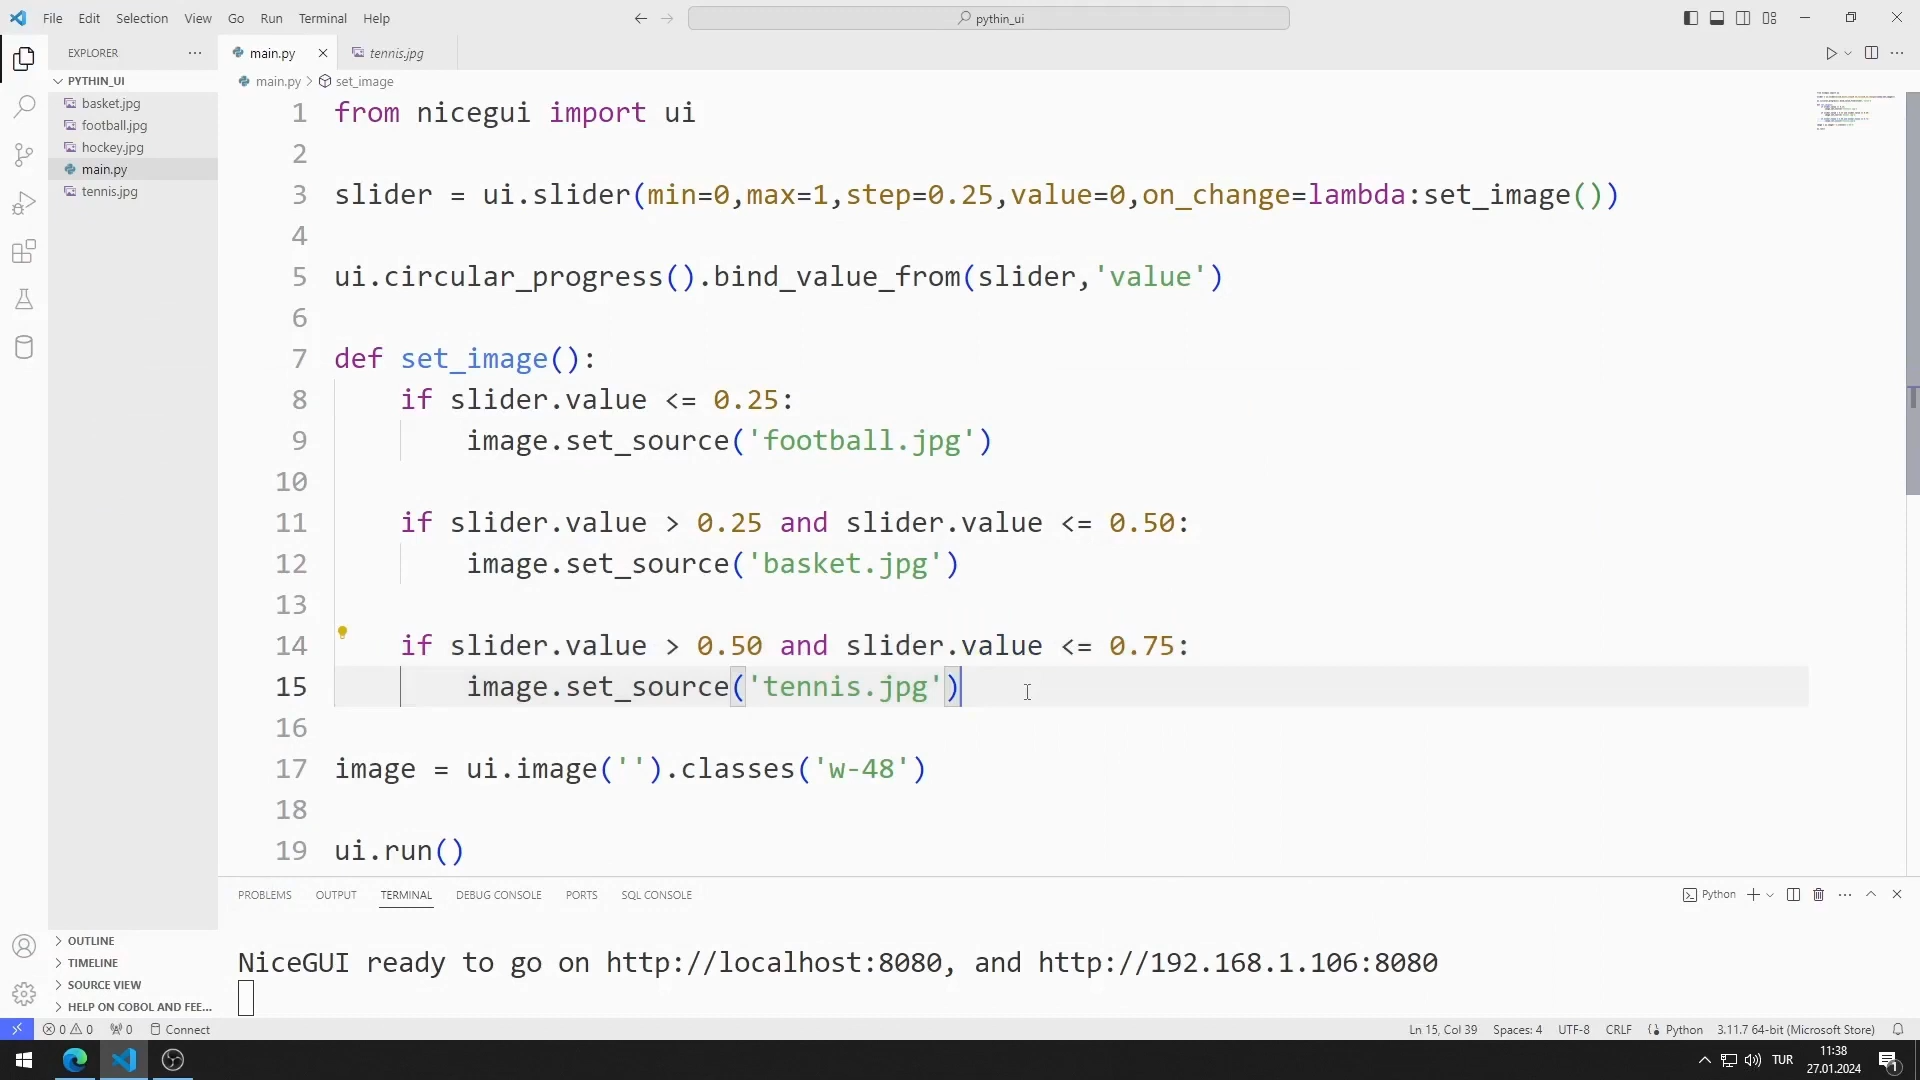 File Edit Selection View Go Run Terminal Help
pythin_ui
EXPLORER
PYTHIN_UI
basket.jpg
football.jpg
hockey.jpg
main.py
tennis.jpg
OUTLINE
TIMELINE
SOURCE VIEW
HELP ON COBOL AND FEE...
main.py tennis.jpg
main.py set_image
1 from nicegui import ui
2
3 slider = ui.slider(min=0,max=1,step=0.25,value=0,on_change=lambda:set_image())
4
5 ui.circular_progress().bind_value_from(slider,'value')
6
7 def set_image():
8 if slider.value <= 0.25:
9 image.set_source('football.jpg')
10
11 if slider.value > 0.25 and slider.value <= 0.50:
12 image.set_source('basket.jpg')
13
14 if slider.value > 0.50 and slider.value <= 0.75:
15 image.set_source('tennis.jpg')
16
17 image = ui.image('').classes('w-48')
18
19 ui.run()
PROBLEMS OUTPUT TERMINAL DEBUG CONSOLE PORTS SQL CONSOLE
Python
NiceGUI ready to go on http://localhost:8080, and http://192.168.1.106:8080
0 0 0 Connect
Ln 15, Col 39 Spaces: 4 UTF-8 CRLF Python 3.11.7 64-bit (Microsoft Store)
TUR
11:38
27.01.2024
1